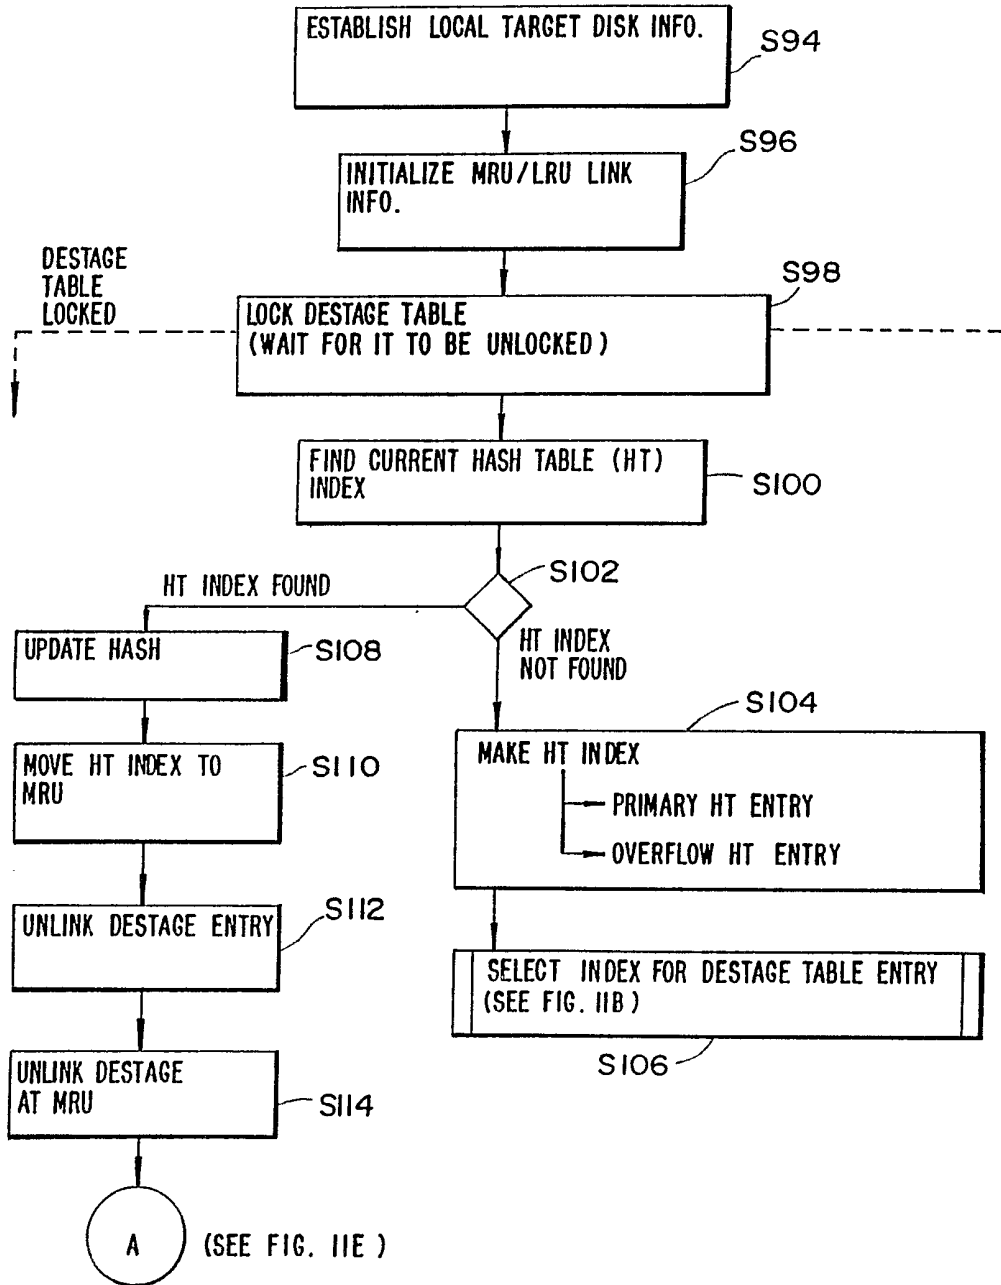 ESTABLISH LOCAL TARGET DISK INFO.
S94
INITIALIZE MRU/LRU LINK
INFO.
S96
DESTAGE
TABLE
LOCKED
LOCK DESTAGE TABLE
(WAIT FOR IT TO BE UNLOCKED)
S98
FIND CURRENT HASH TABLE (HT)
INDEX
S100
S102
HT INDEX FOUND
HT INDEX
NOT FOUND
UPDATE HASH
S108
MOVE HT INDEX TO
MRU
S110
UNLINK DESTAGE ENTRY
S112
UNLINK DESTAGE
AT MRU
S114
A
(SEE FIG. 11E)
S104
MAKE HT INDEX
PRIMARY HT ENTRY
OVERFLOW HT ENTRY
SELECT INDEX FOR DESTAGE TABLE ENTRY
(SEE FIG. 11B)
S106